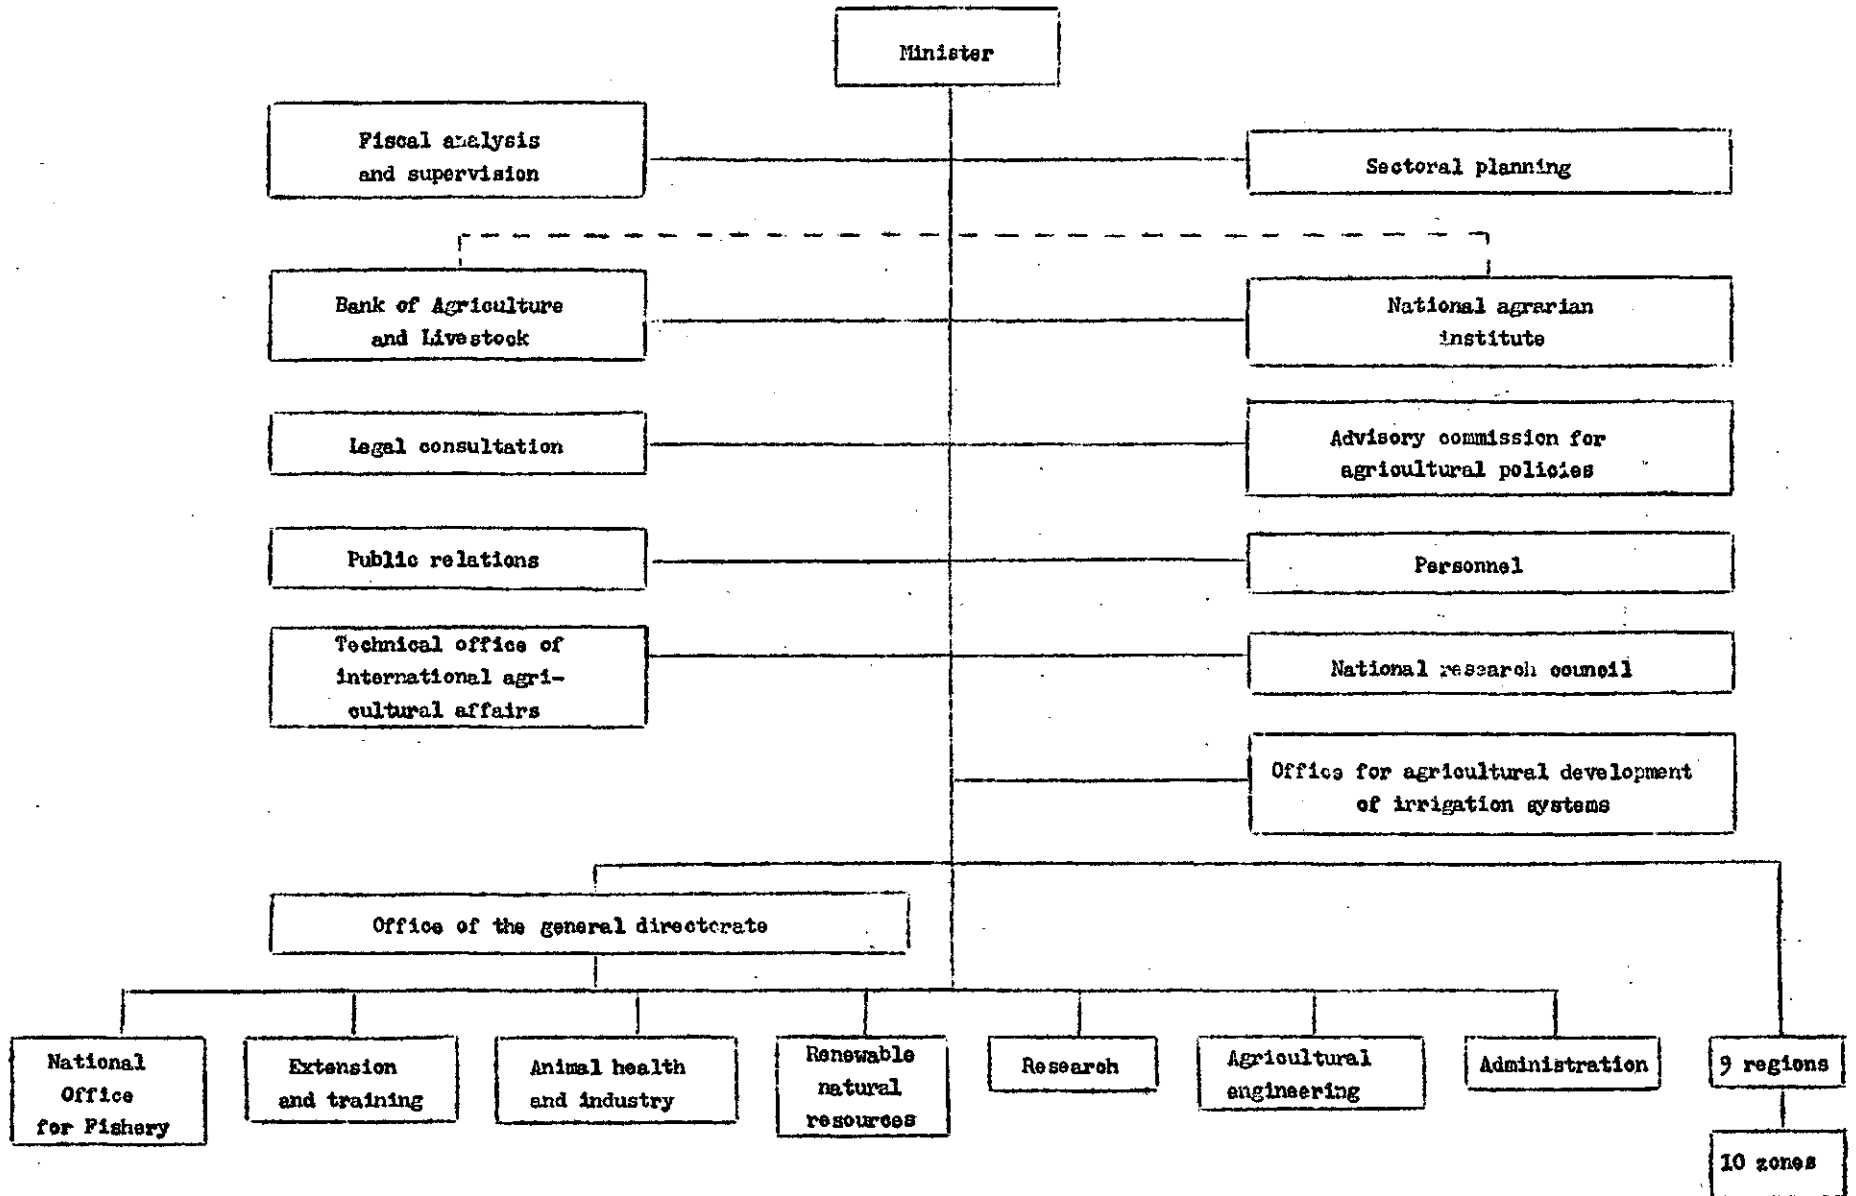 Minister
Fiscal analysis
and supervision
Sectoral planning
Bank of Agriculture
and Livestock
National agrarian
institute
Legal consultation
Advisory commission for
agricultural policies
Public relations
Personnel
Technical office of
international agri-
cultural affairs
National research council
Office for agricultural development
of irrigation systems
Office of the general directorate
National
Office
for Fishery
Extension
and training
Animal health
and industry
Renewable
natural
resources
Research
Agricultural
engineering
Administration
9 regions
10 zones